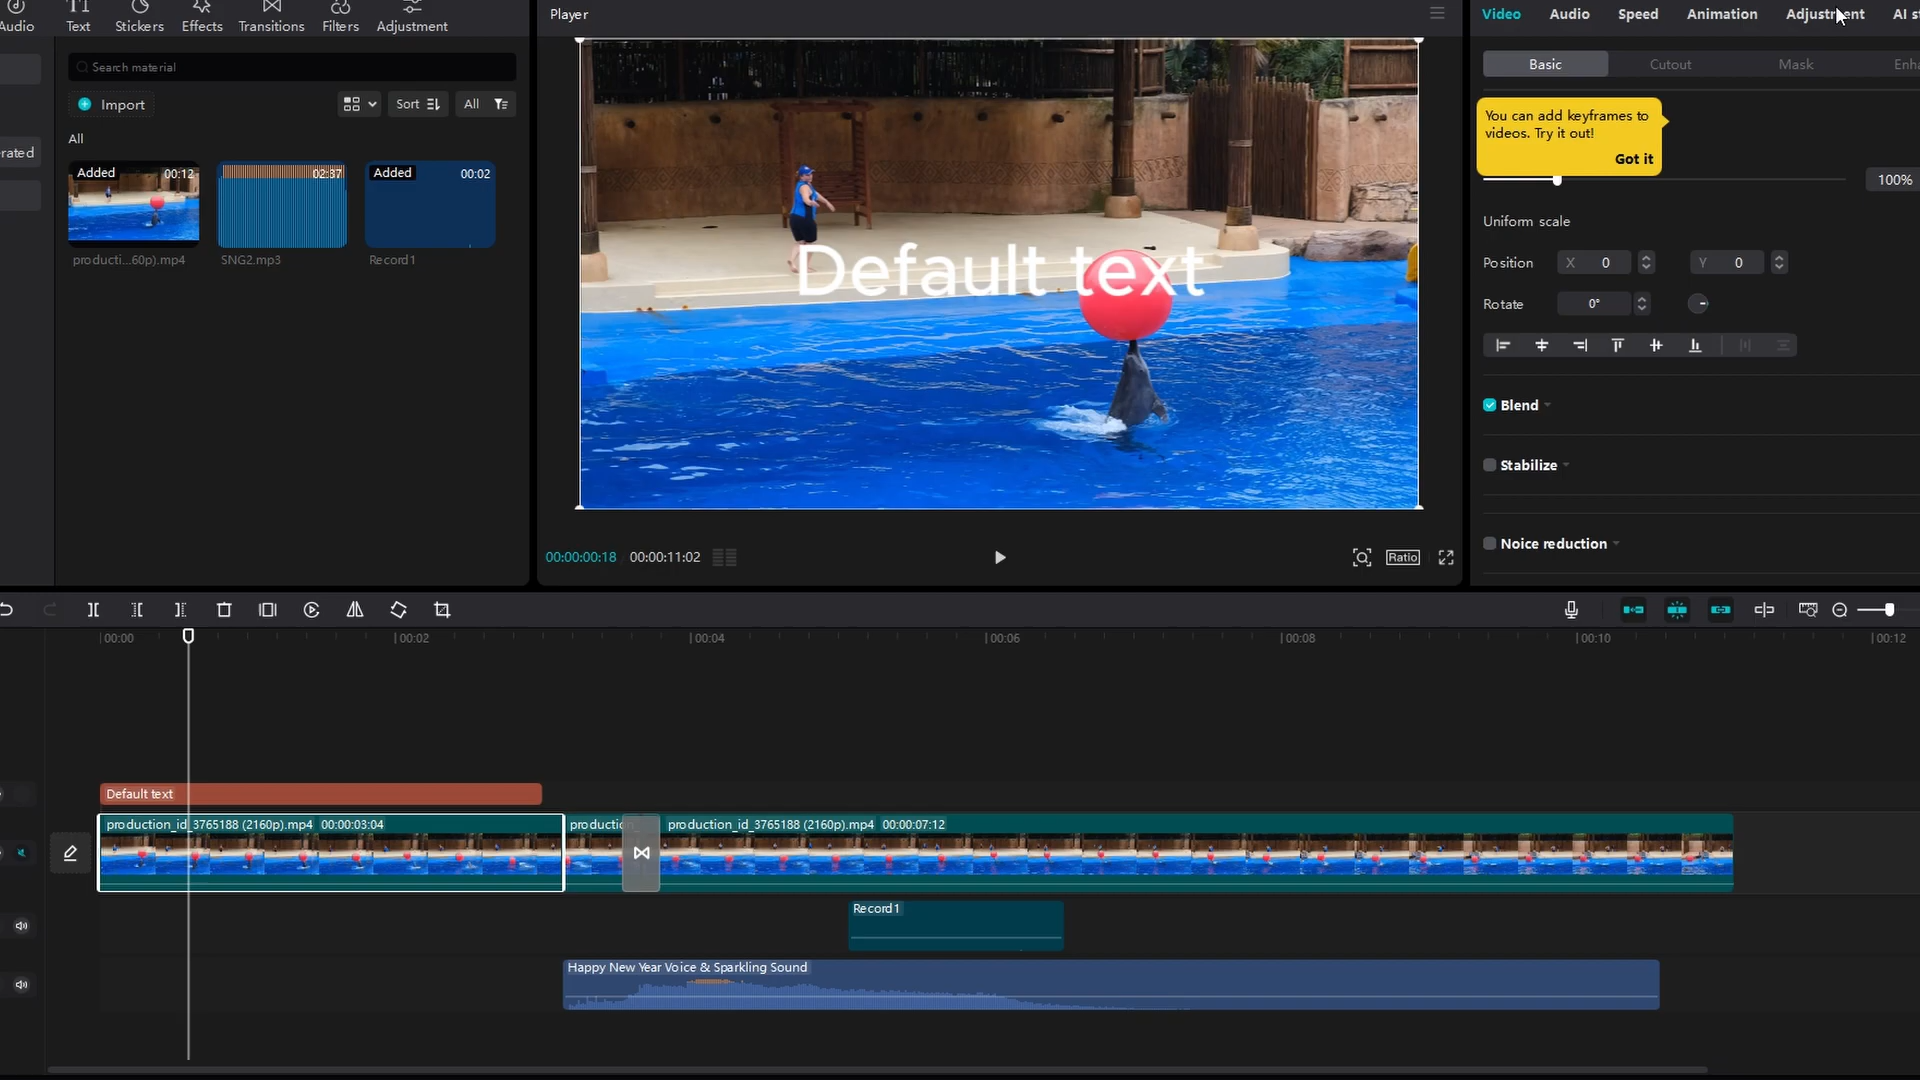 Audio
Text
Stickers
Effects
Transitions
Filters
Adjustment
Search material
Import
Sort
All
All
rated
Added
00:12
02:37
Added
00:02
producti...60p).mp4
SNG2.mp3
Record1
Player
Default text
00:00:00:18
00:00:11:02
Ratio
Video
Audio
Speed
Animation
Adjustment
AI st
Basic
Cutout
Mask
Enha
You can add keyframes to
videos. Try it out!
Got it
100%
Uniform scale
Position
X 0
Y 0
Rotate
0°
Blend
Stabilize
Noice reduction
00:00
00:02
00:04
00:06
00:08
00:10
00:12
Default text
production_id_3765188 (2160p).mp4 00:00:03:04
production_
production_id_3765188 (2160p).mp4 00:00:07:12
Record1
Happy New Year Voice & Sparkling Sound